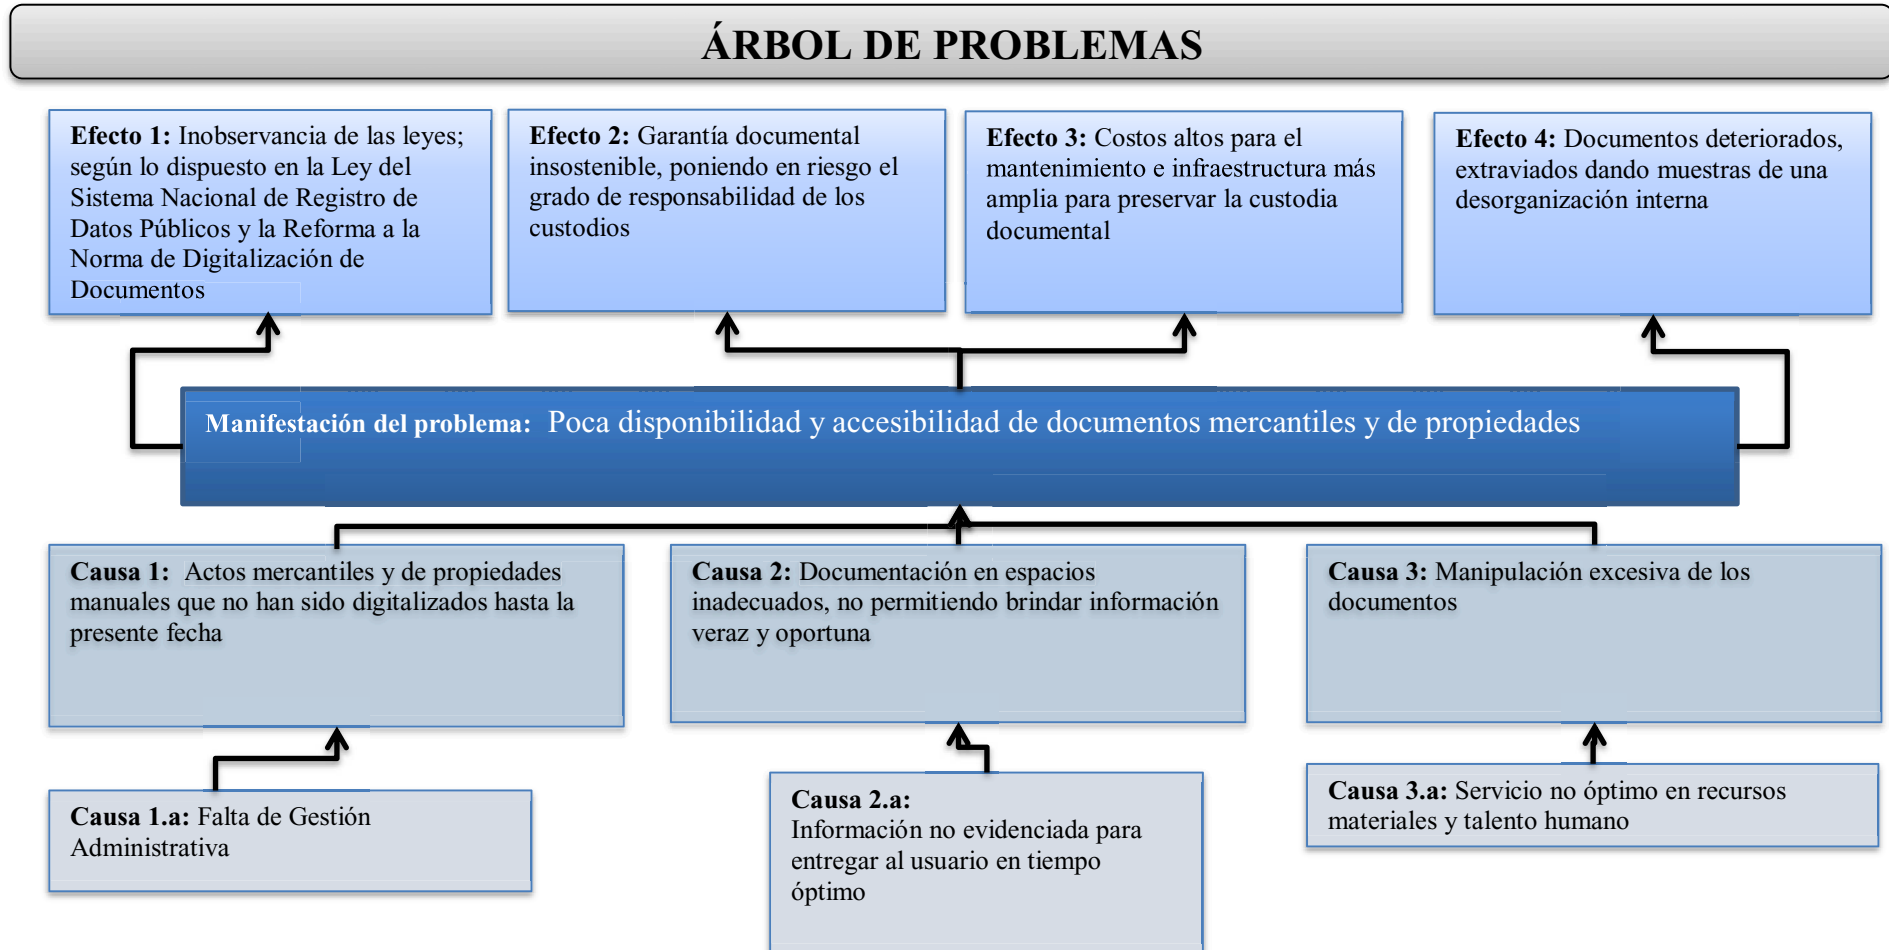 ÁRBOL DE PROBLEMAS
Efecto 1: Inobservancia de las leyes;
según lo dispuesto en la Ley del
Sistema Nacional de Registro de
Datos Públicos y la Reforma a la
Norma de Digitalización de
Documentos
Efecto 2: Garantía documental
insostenible, poniendo en riesgo el
grado de responsabilidad de los
custodios
Efecto 3: Costos altos para el
mantenimiento e infraestructura más
amplia para preservar la custodia
documental
Efecto 4: Documentos deteriorados,
extraviados dando muestras de una
desorganización interna
Manifestación del problema: Poca disponibilidad y accesibilidad de documentos mercantiles y de propiedades
Causa 1: Actos mercantiles y de propiedades
manuales que no han sido digitalizados hasta la
presente fecha
Causa 2: Documentación en espacios
inadecuados, no permitiendo brindar información
veraz y oportuna
Causa 3: Manipulación excesiva de los
documentos
Causa 1.a: Falta de Gestión
Administrativa
Causa 2.a:
Información no evidenciada para
entregar al usuario en tiempo
óptimo
Causa 3.a: Servicio no óptimo en recursos
materiales y talento humano